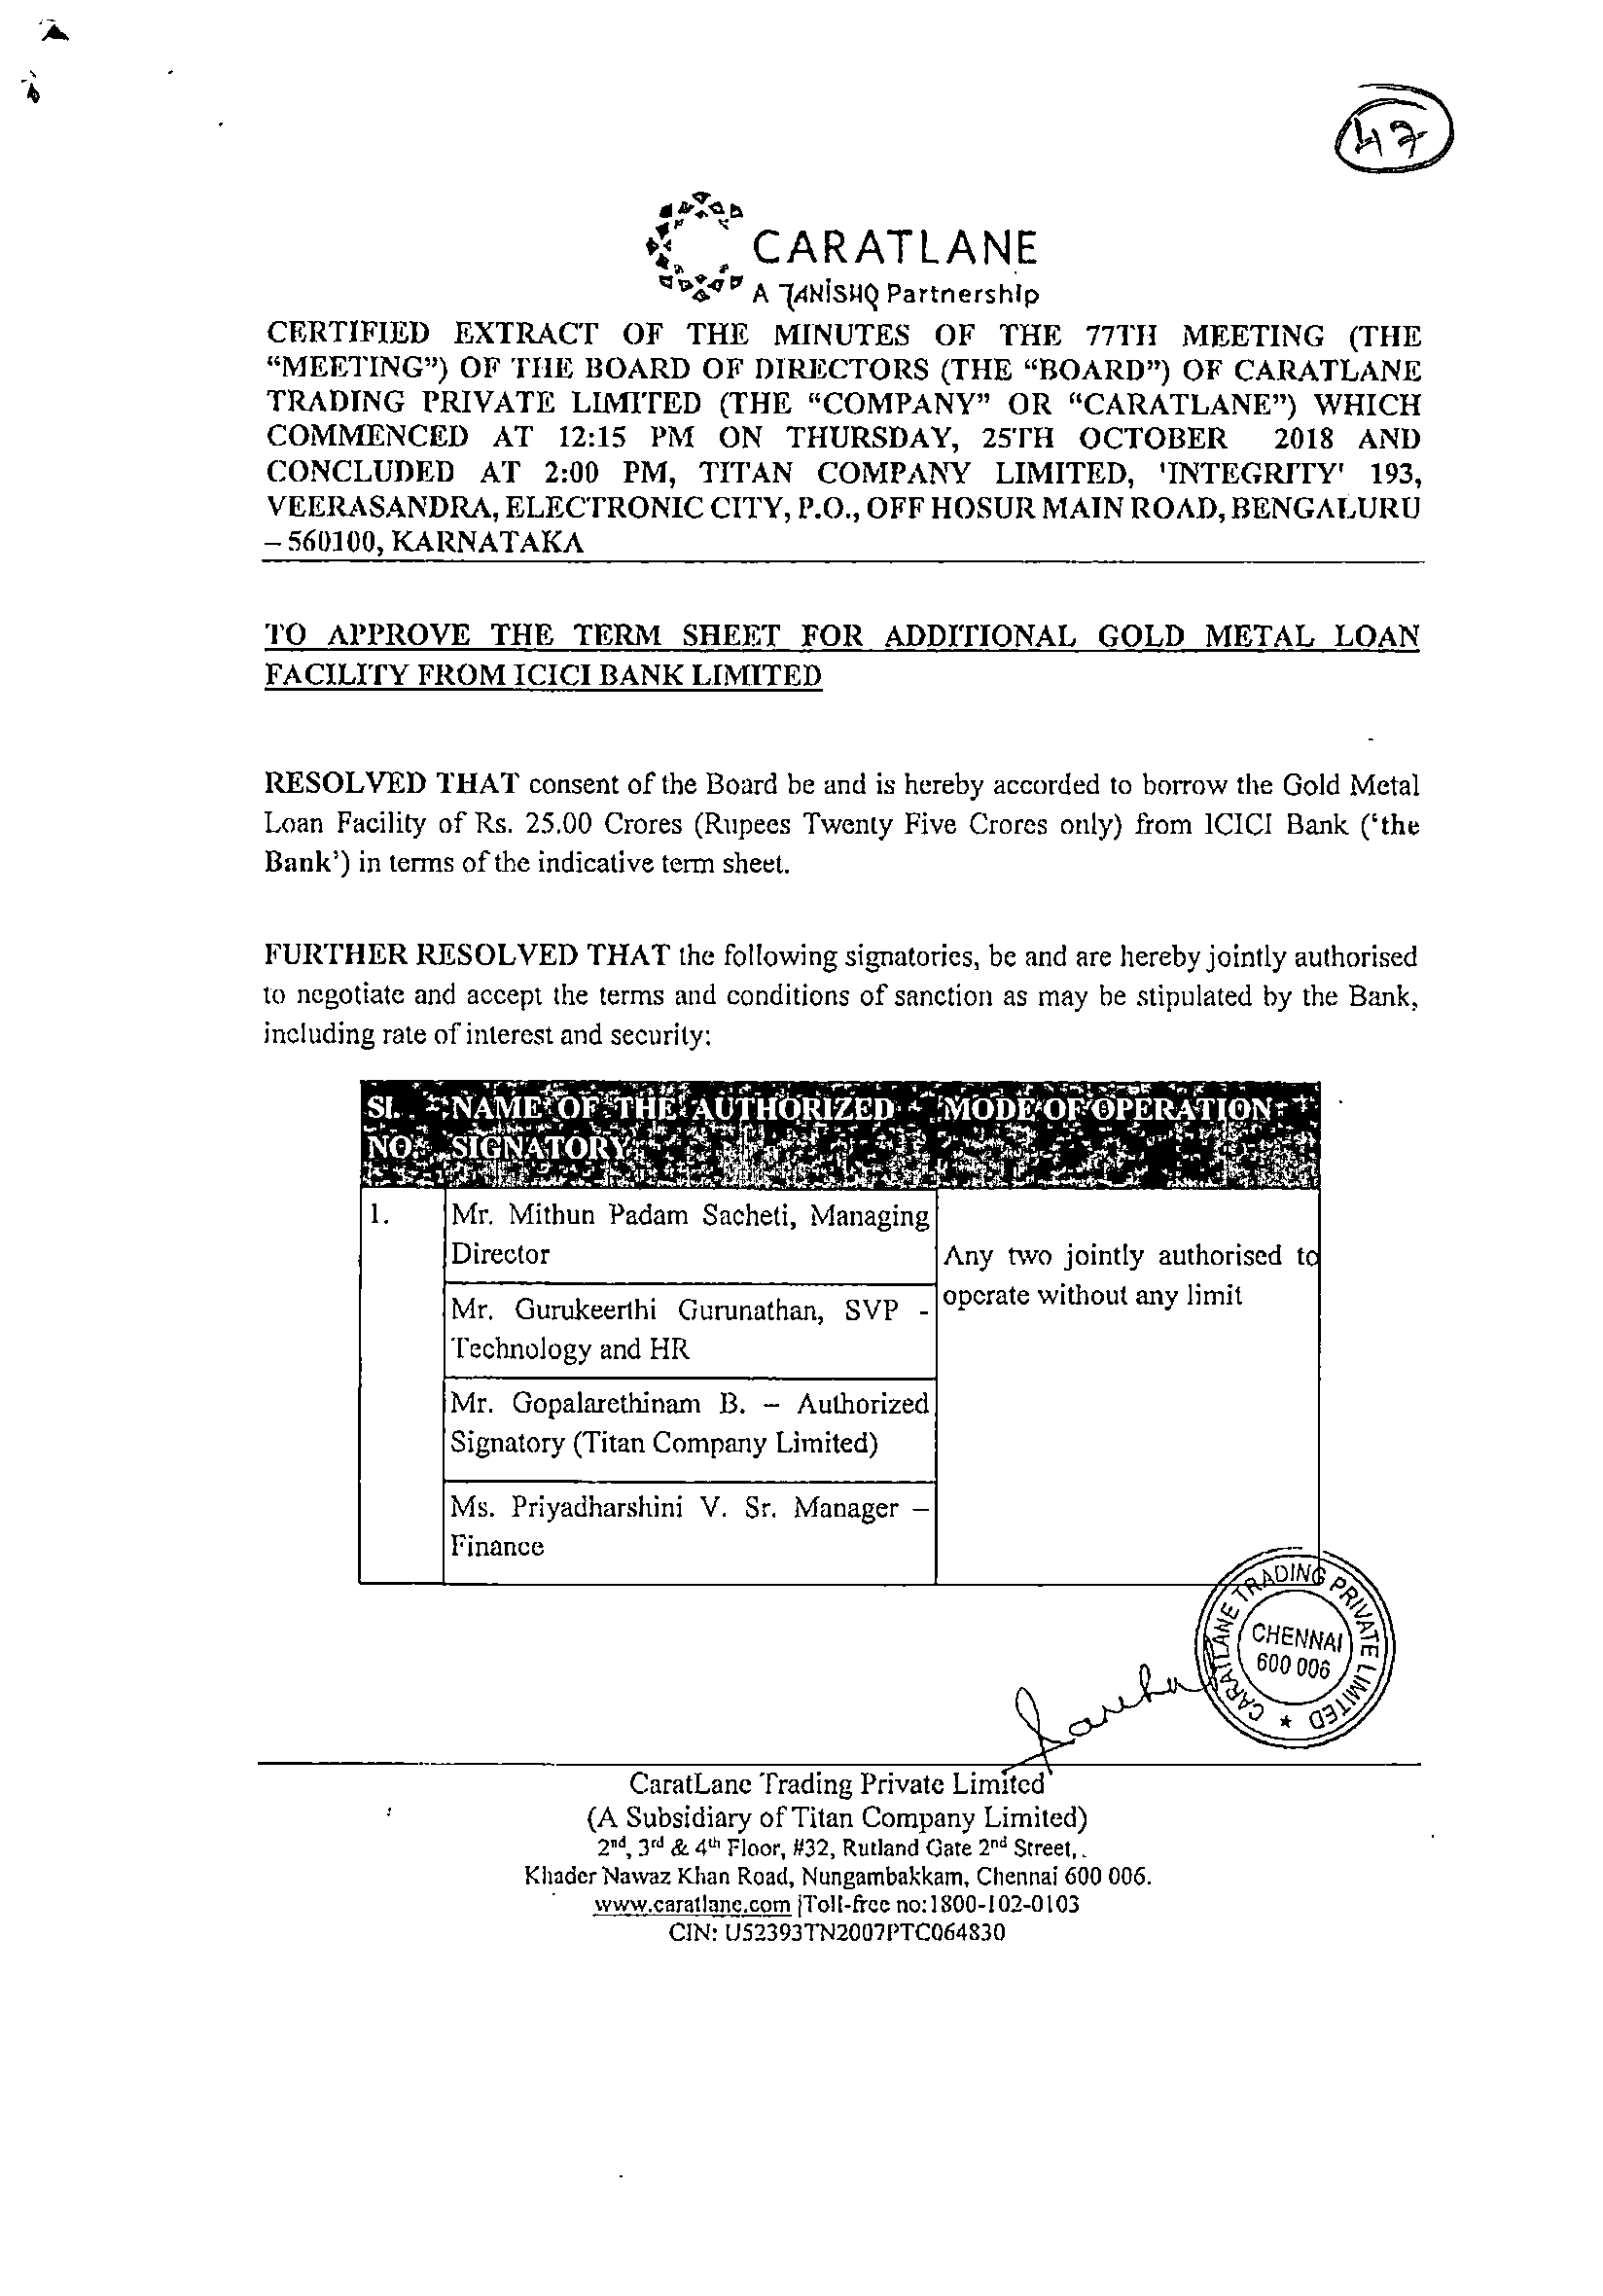 47
CARATLANE
A TANISHQ Partnership
CERTIFIED EXTRACT OF THE MINUTES OF THE 77TH MEETING (THE
“MEETING”) OF THE BOARD OF DIRECTORS (THE “BOARD”) OF CARATLANE
TRADING PRIVATE LIMITED (THE “COMPANY” OR “CARATLANE”) WHICH
COMMENCED AT 12:15 PM ON THURSDAY, 25TH OCTOBER 2018 AND
CONCLUDED AT 2:00 PM, TITAN COMPANY LIMITED, 'INTEGRITY' 193,
VEERASANDRA, ELECTRONIC CITY, P.O., OFF HOSUR MAIN ROAD, BENGALURU
– 560100, KARNATAKA
TO APPROVE THE TERM SHEET FOR ADDITIONAL GOLD METAL LOAN
FACILITY FROM ICICI BANK LIMITED
RESOLVED THAT consent of the Board be and is hereby accorded to borrow the Gold Metal
Loan Facility of Rs. 25.00 Crores (Rupees Twenty Five Crores only) from ICICI Bank (‘the
Bank’) in terms of the indicative term sheet.
FURTHER RESOLVED THAT the following signatories, be and are hereby jointly authorised
to negotiate and accept the terms and conditions of sanction as may be stipulated by the Bank,
including rate of interest and security:
SL. NAME OF THE AUTHORIZED MODE OF OPERATION
NO. SIGNATORY
1. Mr. Mithun Padam Sacheti, Managing
Director
Any two jointly authorised to
operate without any limit
Mr. Gurukeerthi Gurunathan, SVP -
Technology and HR
Mr. Gopalarethinam B. – Authorized
Signatory (Titan Company Limited)
Ms. Priyadharshini V. Sr. Manager –
Finance
CARATLANE TRADING PRIVATE LIMITED ★
CHENNAI
600 006
CaratLane Trading Private Limited
(A Subsidiary of Titan Company Limited)
2nd, 3rd & 4th Floor, #32, Rutland Gate 2nd Street,.
Khader Nawaz Khan Road, Nungambakkam, Chennai 600 006.
www.caratlane.com |Toll-free no:1800-102-0103
CIN: U52393TN2007PTC064830